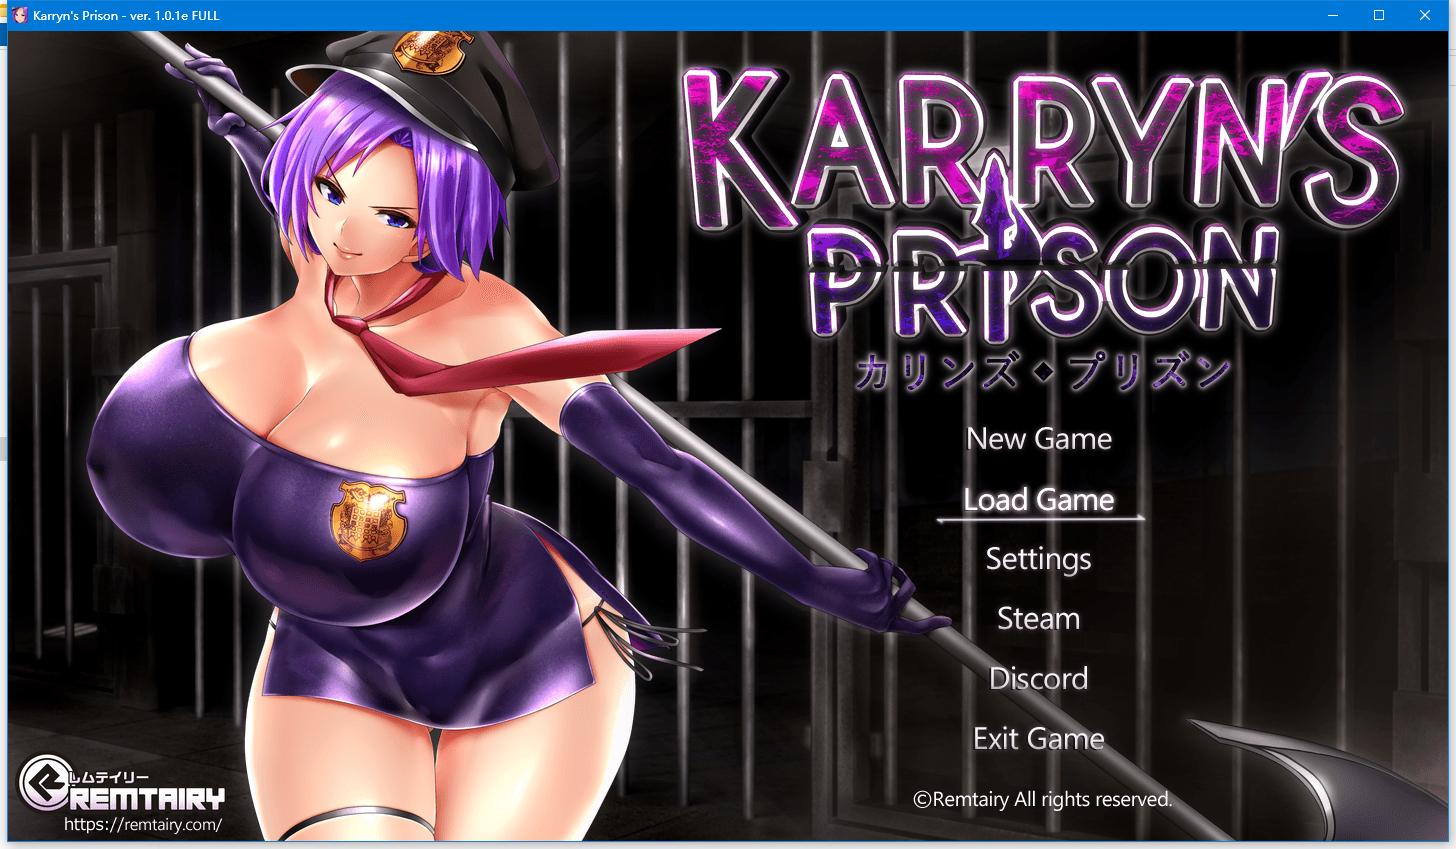 Karryn's Prison - ver. 1.0.1e FULL
KARRYN'S
PRISON
カリンズ・プリズン
New Game
Load Game
Settings
Steam
Discord
Exit Game
©Remtairy All rights reserved.
レムテイリー
REMTAIRY
https://remtairy.com/